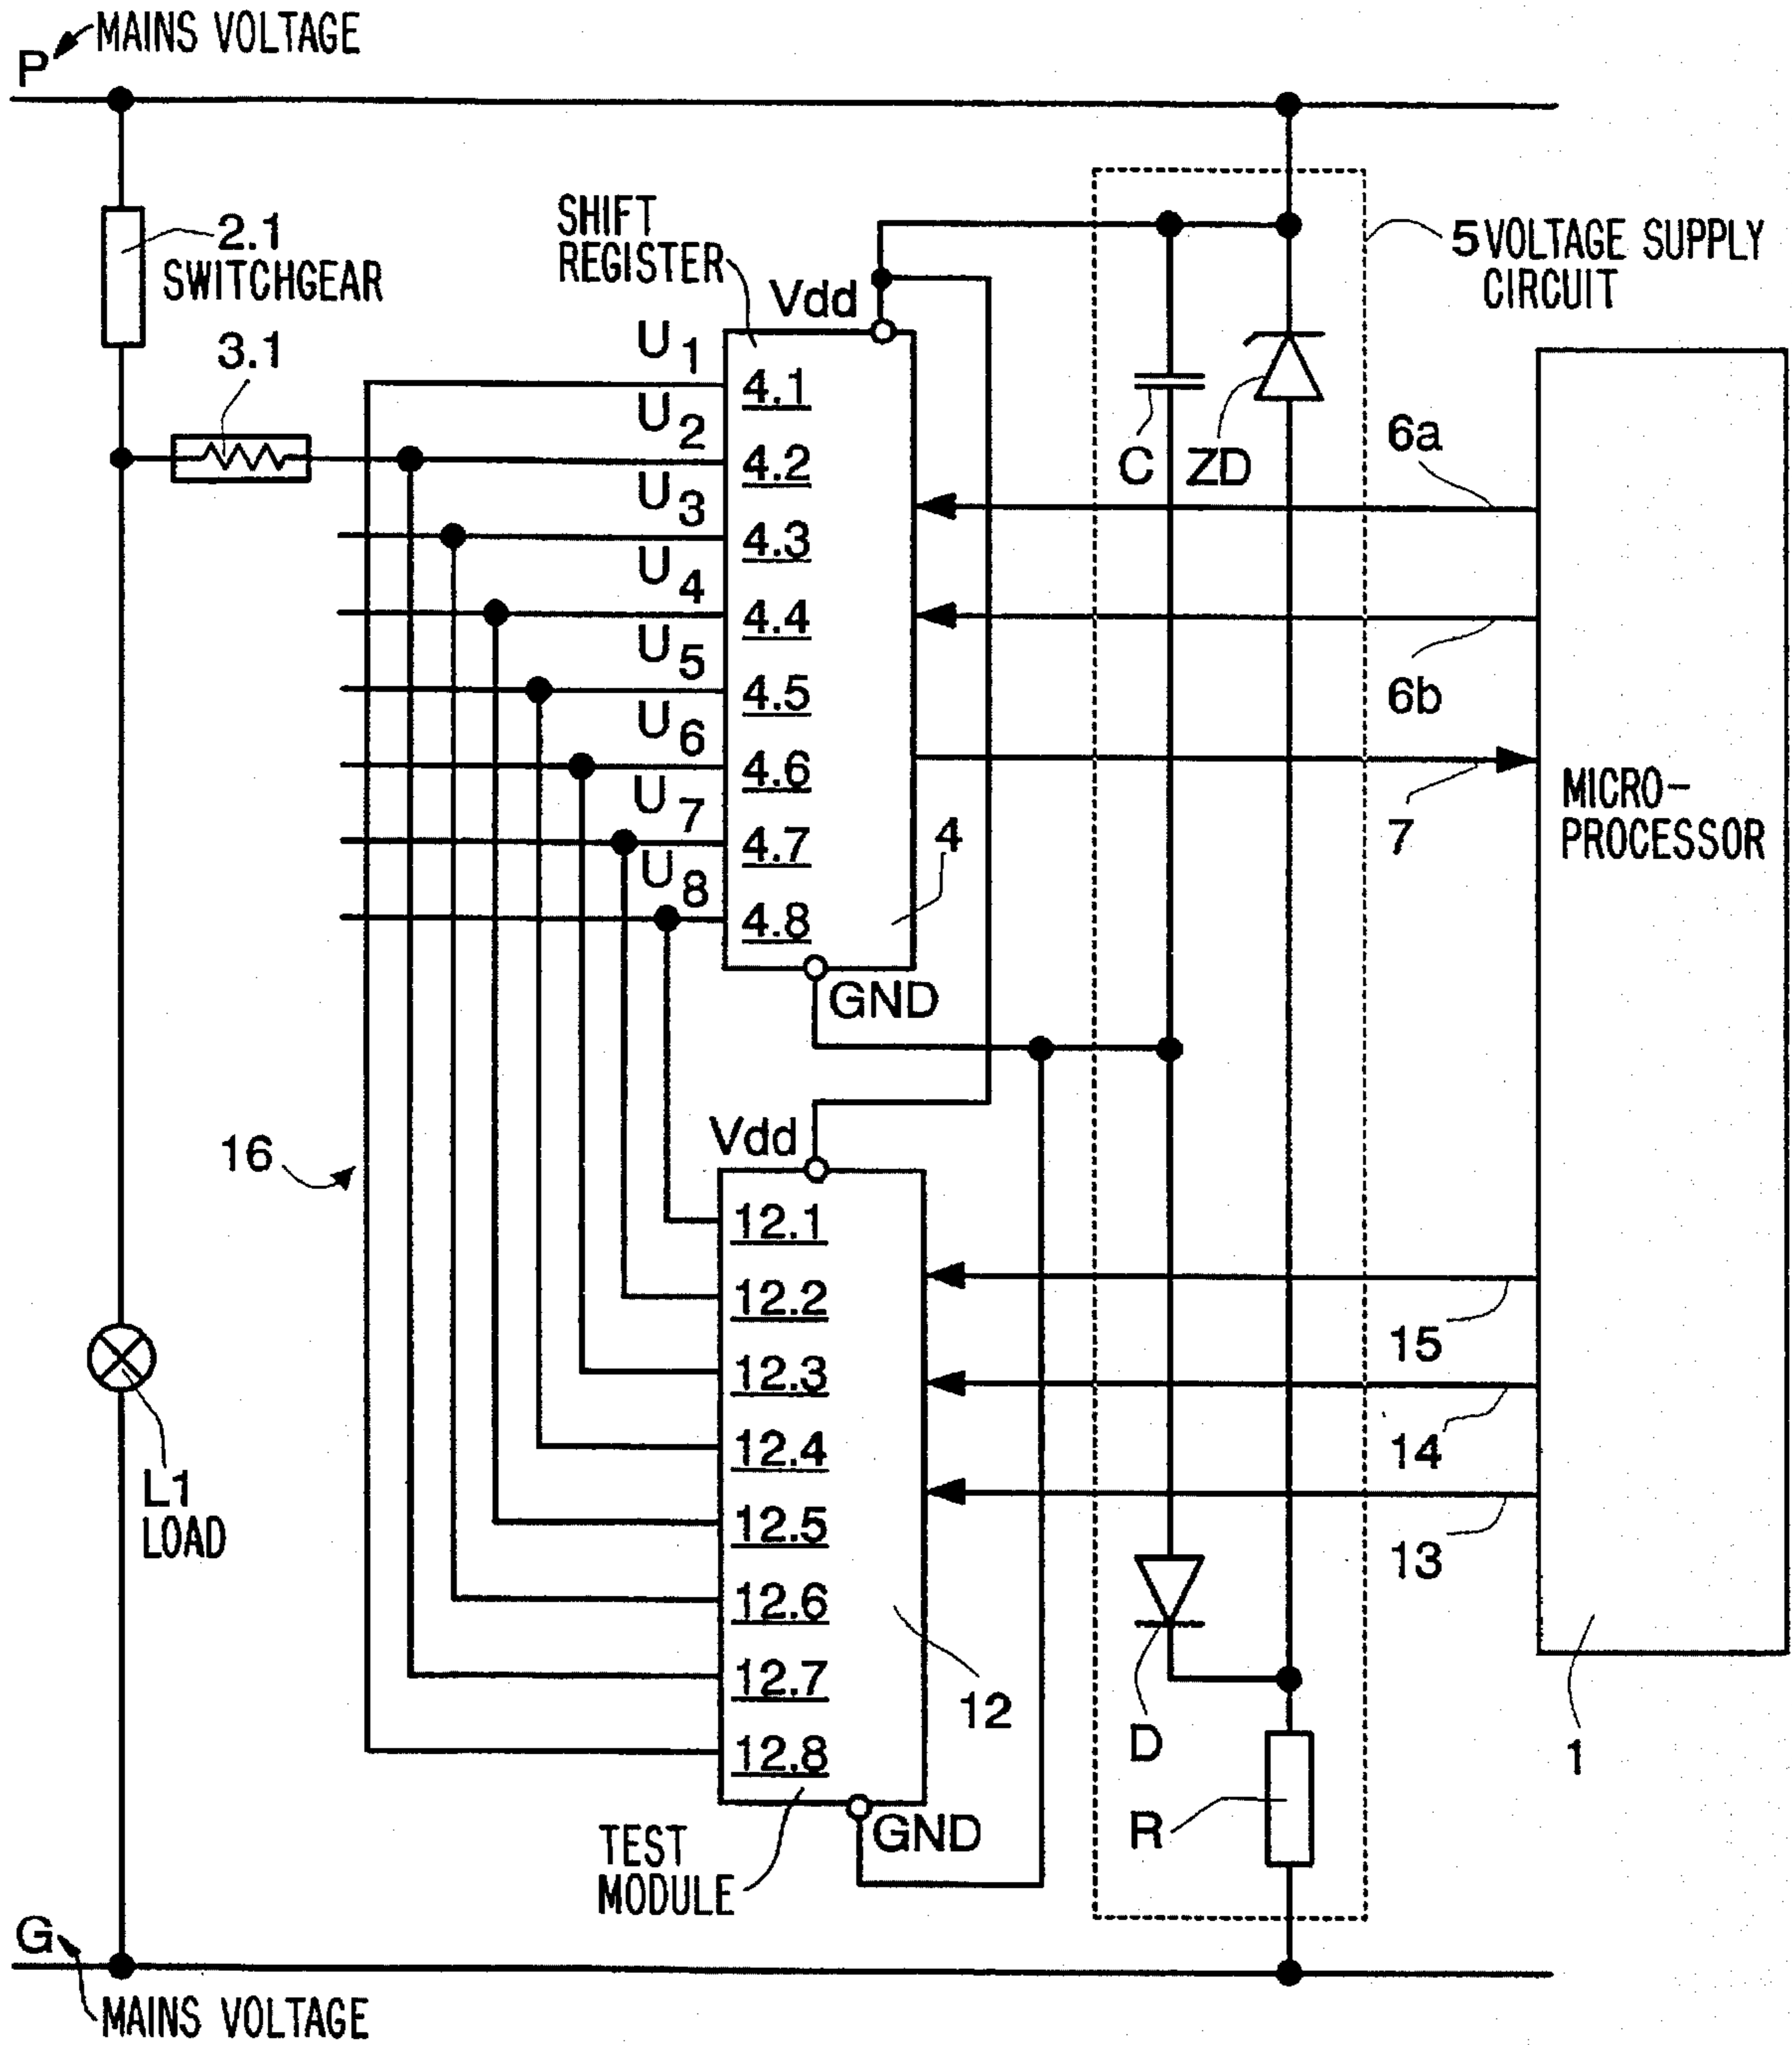 MAINS VOLTAGE
P
2.1
SWITCHGEAR
3.1
SHIFT
REGISTER
Vdd
5 VOLTAGE SUPPLY
CIRCUIT
U1
4.1
U2
4.2
U3
4.3
U4
4.4
U5
4.5
U6
4.6
U7
4.7
U8
4.8
4
GND
C
ZD
6a
6b
7
MICRO-
PROCESSOR
16
Vdd
12.1
12.2
12.3
12.4
12.5
12.6
12.7
12.8
12
15
14
13
L1
LOAD
D
R
1
GND
TEST
MODULE
G
MAINS VOLTAGE